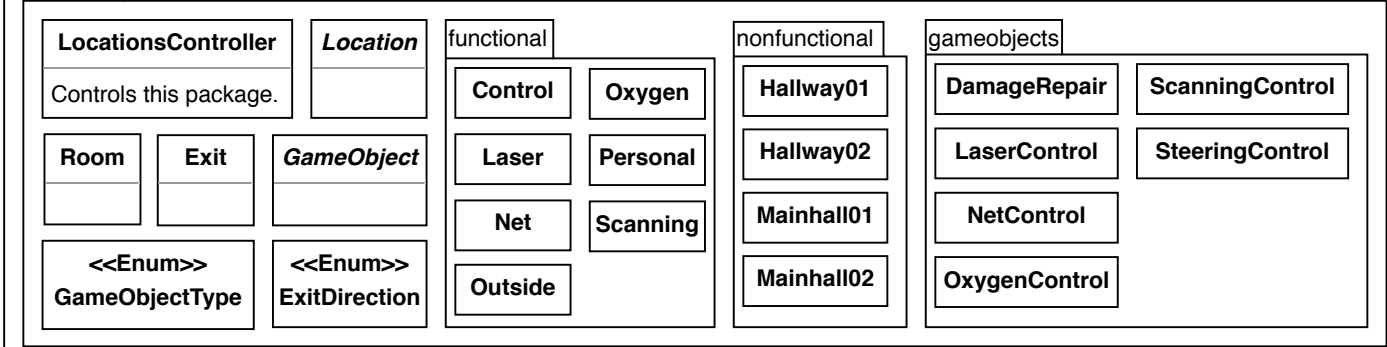 LocationsController
Controls this package.
Location
Room
Exit
GameObject
<<Enum>>
GameObjectType
<<Enum>>
ExitDirection
functional
Control
Laser
Net
Outside
Oxygen
Personal
Scanning
nonfunctional
Hallway01
Hallway02
Mainhall01
Mainhall02
gameobjects
DamageRepair
LaserControl
NetControl
OxygenControl
ScanningControl
SteeringControl